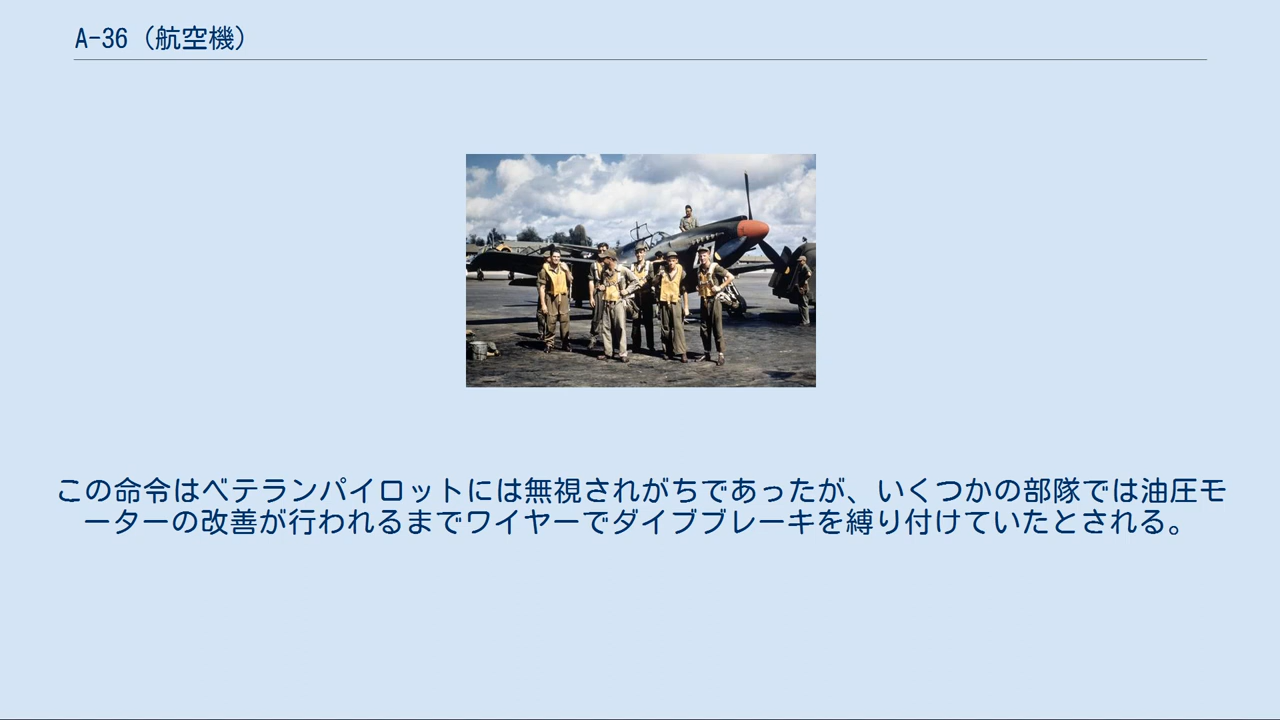 A-36（航空機）
この命令はベテランパイロットには無視されがちであったが、いくつかの部隊では油圧モ
ーターの改善が行われるまでワイヤーでダイブブレーキを縛り付けていたとされる。